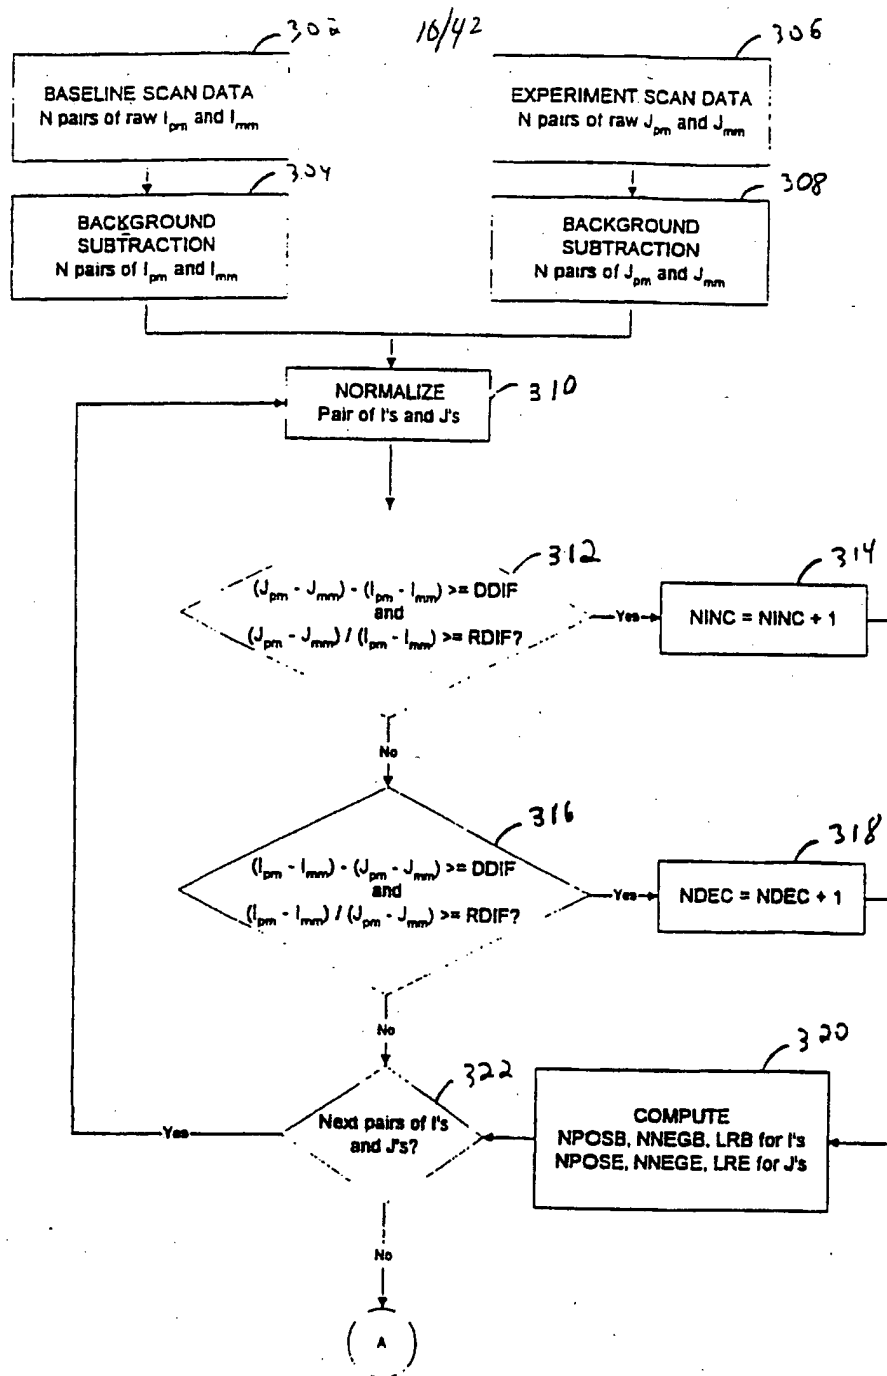 302
10/42
306
BASELINE SCAN DATA
N pairs of raw I_pm and I_mm
EXPERIMENT SCAN DATA
N pairs of raw J_pm and J_mm
304
308
BACKGROUND
SUBTRACTION
N pairs of I_pm and I_mm
BACKGROUND
SUBTRACTION
N pairs of J_pm and J_mm
NORMALIZE
Pair of I's and J's
310
312
(J_pm - J_mm) - (I_pm - I_mm) >= DDIF
and
(J_pm - J_mm) / (I_pm - I_mm) >= RDIF?
Yes
314
NINC = NINC + 1
No
316
(I_pm - I_mm) - (J_pm - J_mm) >= DDIF
and
(I_pm - I_mm) / (J_pm - J_mm) >= RDIF?
Yes
318
NDEC = NDEC + 1
No
320
322
Next pairs of I's
and J's?
Yes
COMPUTE
NPOSB, NNEGB, LRB for I's
NPOSE, NNEGE, LRE for J's
No
A